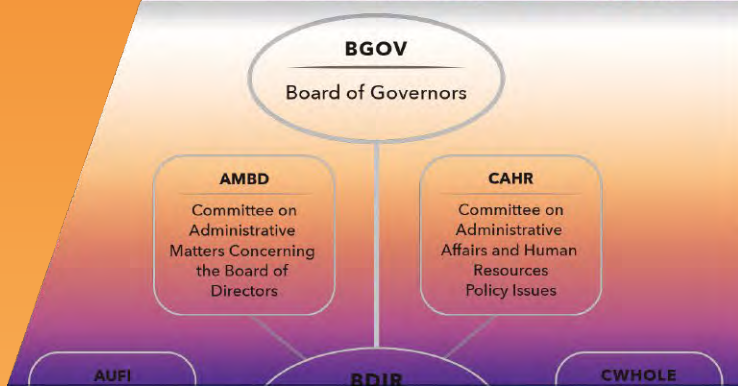 BGOV
Board of Governors
AMBD
Committee on
Administrative
Matters Concerning
the Board of
Directors
CAHR
Committee on
Administrative
Affairs and Human
Resources
Policy Issues
AUFI
BDIR
CWHOLE